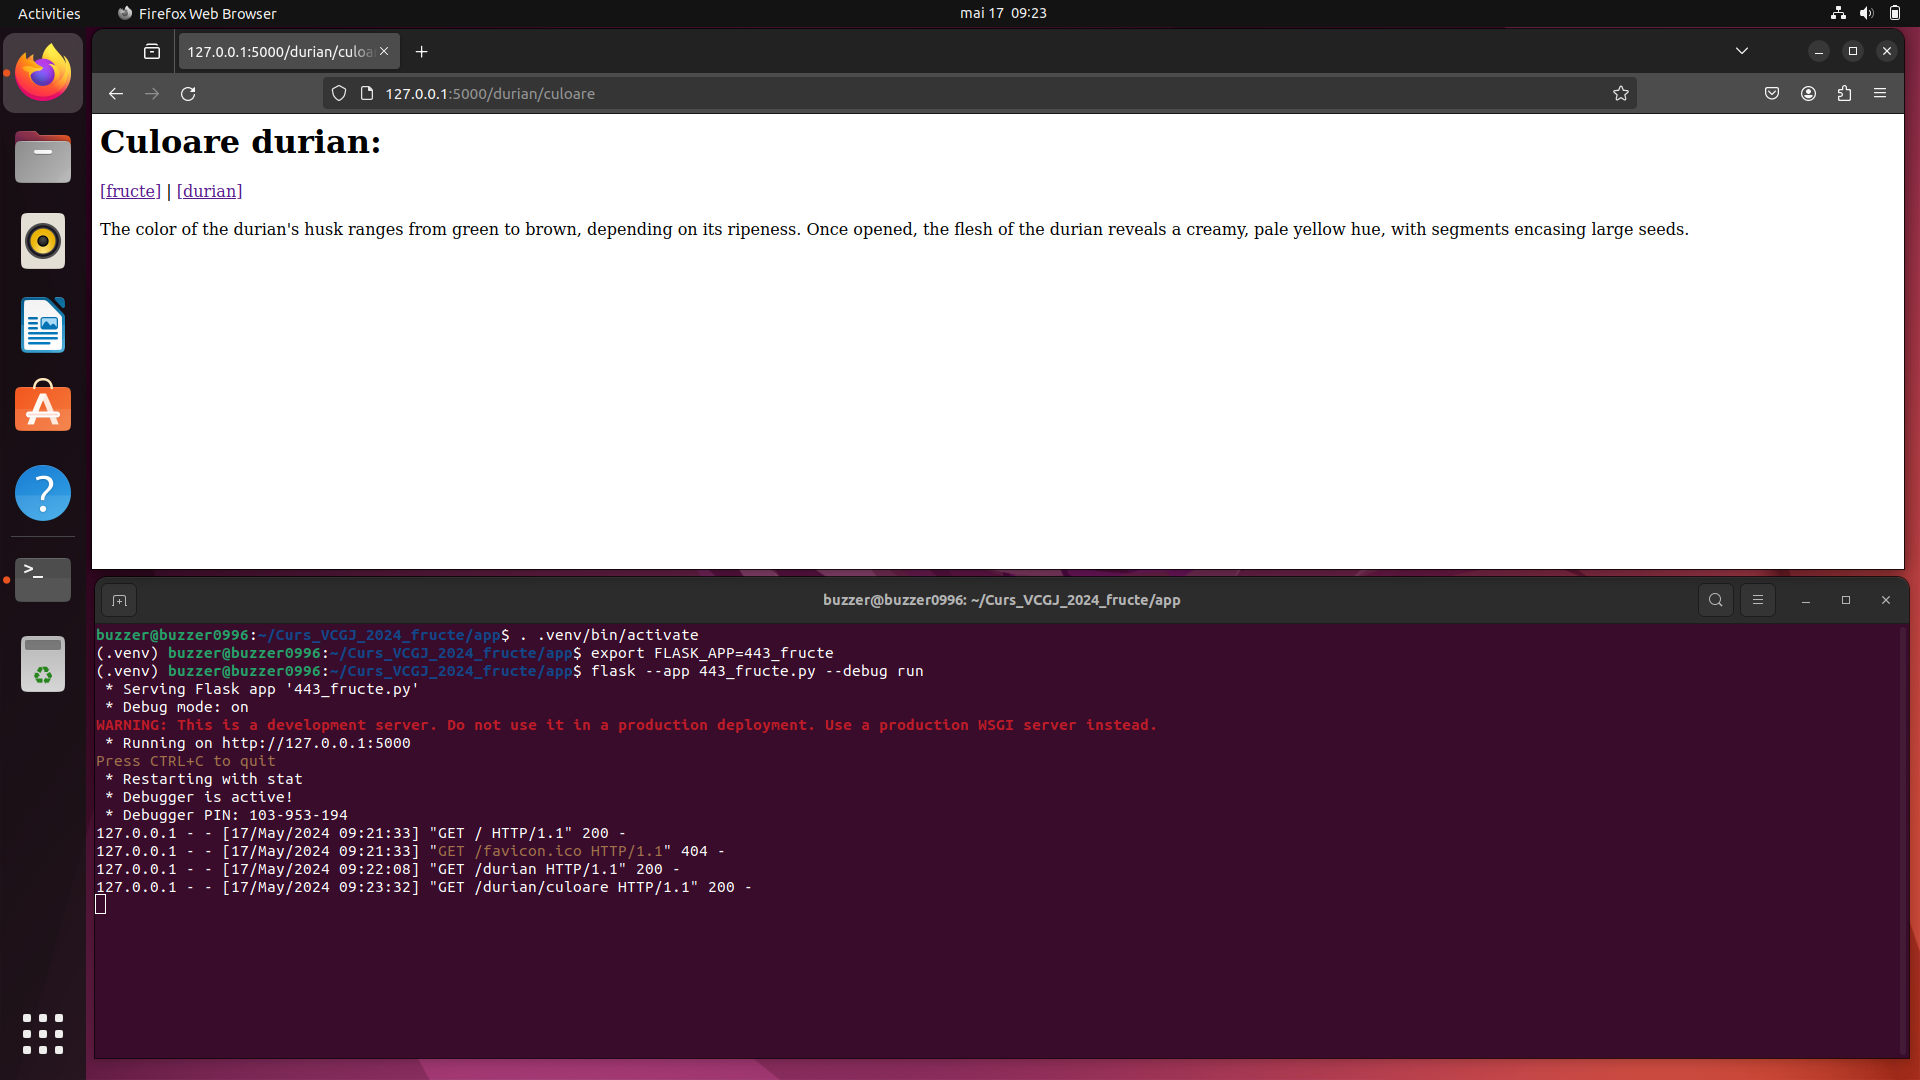 Activities
Firefox Web Browser
mai 17 09:23
127.0.0.1:5000/durian/culoa
127.0.0.1:5000/durian/culoare
Culoare durian:
[fructe] | [durian]
The color of the durian's husk ranges from green to brown, depending on its ripeness. Once opened, the flesh of the durian reveals a creamy, pale yellow hue, with segments encasing large seeds.
buzzer@buzzer0996: ~/Curs_VCGJ_2024_fructe/app
buzzer@buzzer0996:~/Curs_VCGJ_2024_fructe/app$ . .venv/bin/activate
(.venv) buzzer@buzzer0996:~/Curs_VCGJ_2024_fructe/app$ export FLASK_APP=443_fructe
(.venv) buzzer@buzzer0996:~/Curs_VCGJ_2024_fructe/app$ flask --app 443_fructe.py --debug run
* Serving Flask app '443_fructe.py'
* Debug mode: on
WARNING: This is a development server. Do not use it in a production deployment. Use a production WSGI server instead.
* Running on http://127.0.0.1:5000
Press CTRL+C to quit
* Restarting with stat
* Debugger is active!
* Debugger PIN: 103-953-194
127.0.0.1 - - [17/May/2024 09:21:33] "GET / HTTP/1.1" 200 -
127.0.0.1 - - [17/May/2024 09:21:33] "GET /favicon.ico HTTP/1.1" 404 -
127.0.0.1 - - [17/May/2024 09:22:08] "GET /durian HTTP/1.1" 200 -
127.0.0.1 - - [17/May/2024 09:23:32] "GET /durian/culoare HTTP/1.1" 200 -